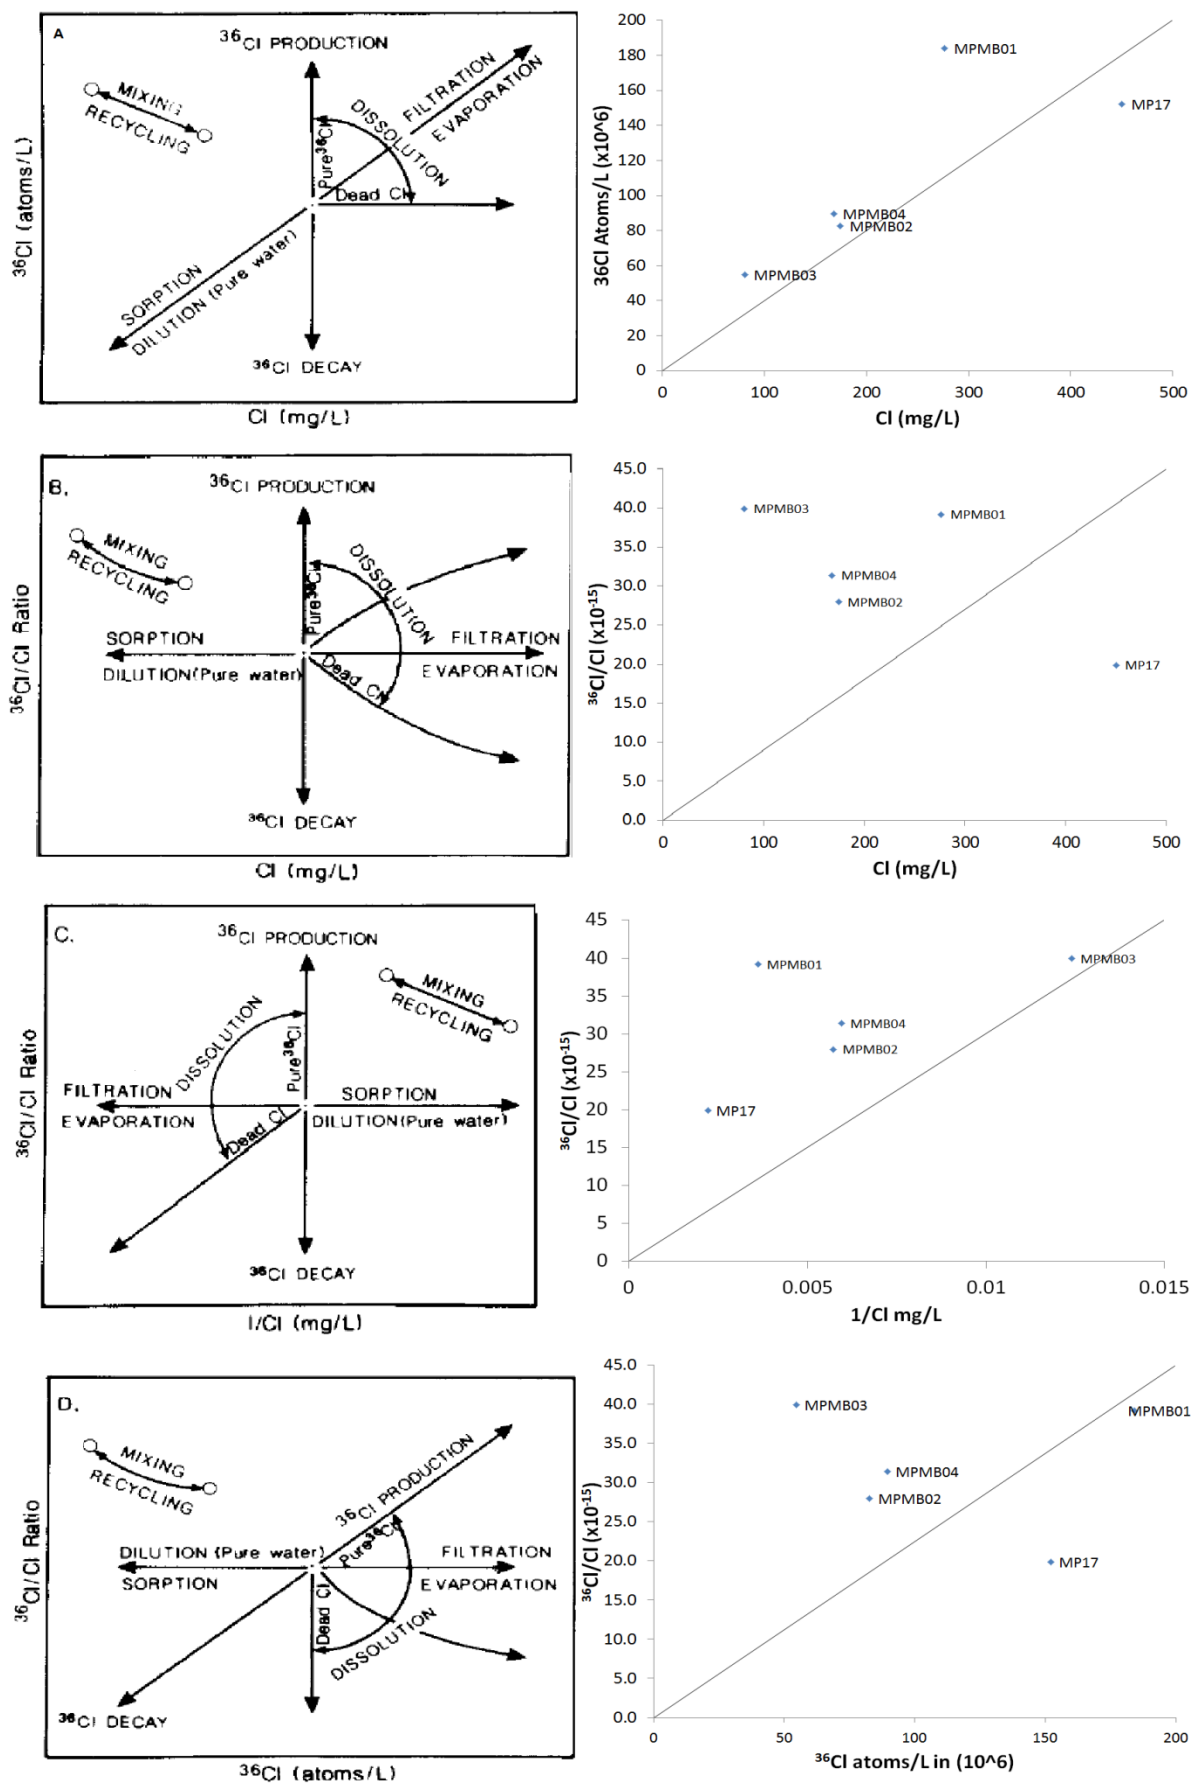 A
36Cl PRODUCTION
MIXING
RECYCLING
FILTRATION
EVAPORATION
DISSOLUTION
Pure 36Cl
Dead Cl
SORPTION
DILUTION (Pure water)
36Cl DECAY
36Cl (atoms/L)
Cl (mg/L)
200
180
160
140
120
100
80
60
40
20
0
0
100
200
300
400
500
MPMB01
MP17
MPMB04
MPMB02
MPMB03
36Cl Atoms/L (x10^6)
Cl (mg/L)
B.
36Cl PRODUCTION
MIXING
RECYCLING
DISSOLUTION
Pure 36Cl
SORPTION
FILTRATION
DILUTION (Pure water)
EVAPORATION
Dead Cl
36Cl DECAY
36Cl/Cl Ratio
Cl (mg/L)
45.0
40.0
35.0
30.0
25.0
20.0
15.0
10.0
5.0
0.0
0
100
200
300
400
500
MPMB03
MPMB01
MPMB04
MPMB02
MP17
36Cl/Cl (x10-15)
Cl (mg/L)
C.
36Cl PRODUCTION
MIXING
RECYCLING
DISSOLUTION
Pure 36Cl
FILTRATION
SORPTION
EVAPORATION
DILUTION (Pure water)
Dead Cl
36Cl DECAY
36Cl/Cl Ratio
1/Cl (mg/L)
45
40
35
30
25
20
15
10
5
0
0
0.005
0.01
0.015
MPMB01
MPMB03
MPMB04
MPMB02
MP17
36Cl/Cl (x10-15)
1/Cl mg/L
D.
MIXING
RECYCLING
36Cl PRODUCTION
Pure 36Cl
DILUTION (Pure water)
FILTRATION
SORPTION
EVAPORATION
Dead Cl
DISSOLUTION
36Cl DECAY
36Cl/Cl Ratio
36Cl (atoms/L)
45.0
40.0
35.0
30.0
25.0
20.0
15.0
10.0
5.0
0.0
0
50
100
150
200
MPMB03
MPMB01
MPMB04
MPMB02
MP17
36Cl/Cl (x10-15)
36Cl atoms/L in (10^6)